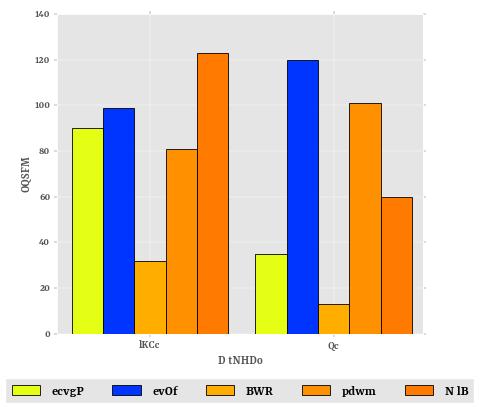 140
120
100
80
60
40
20
0
OQSFM
lKCc
Qc
D tNHDo
ecvgP
evOf
BWR
pdwm
N lB